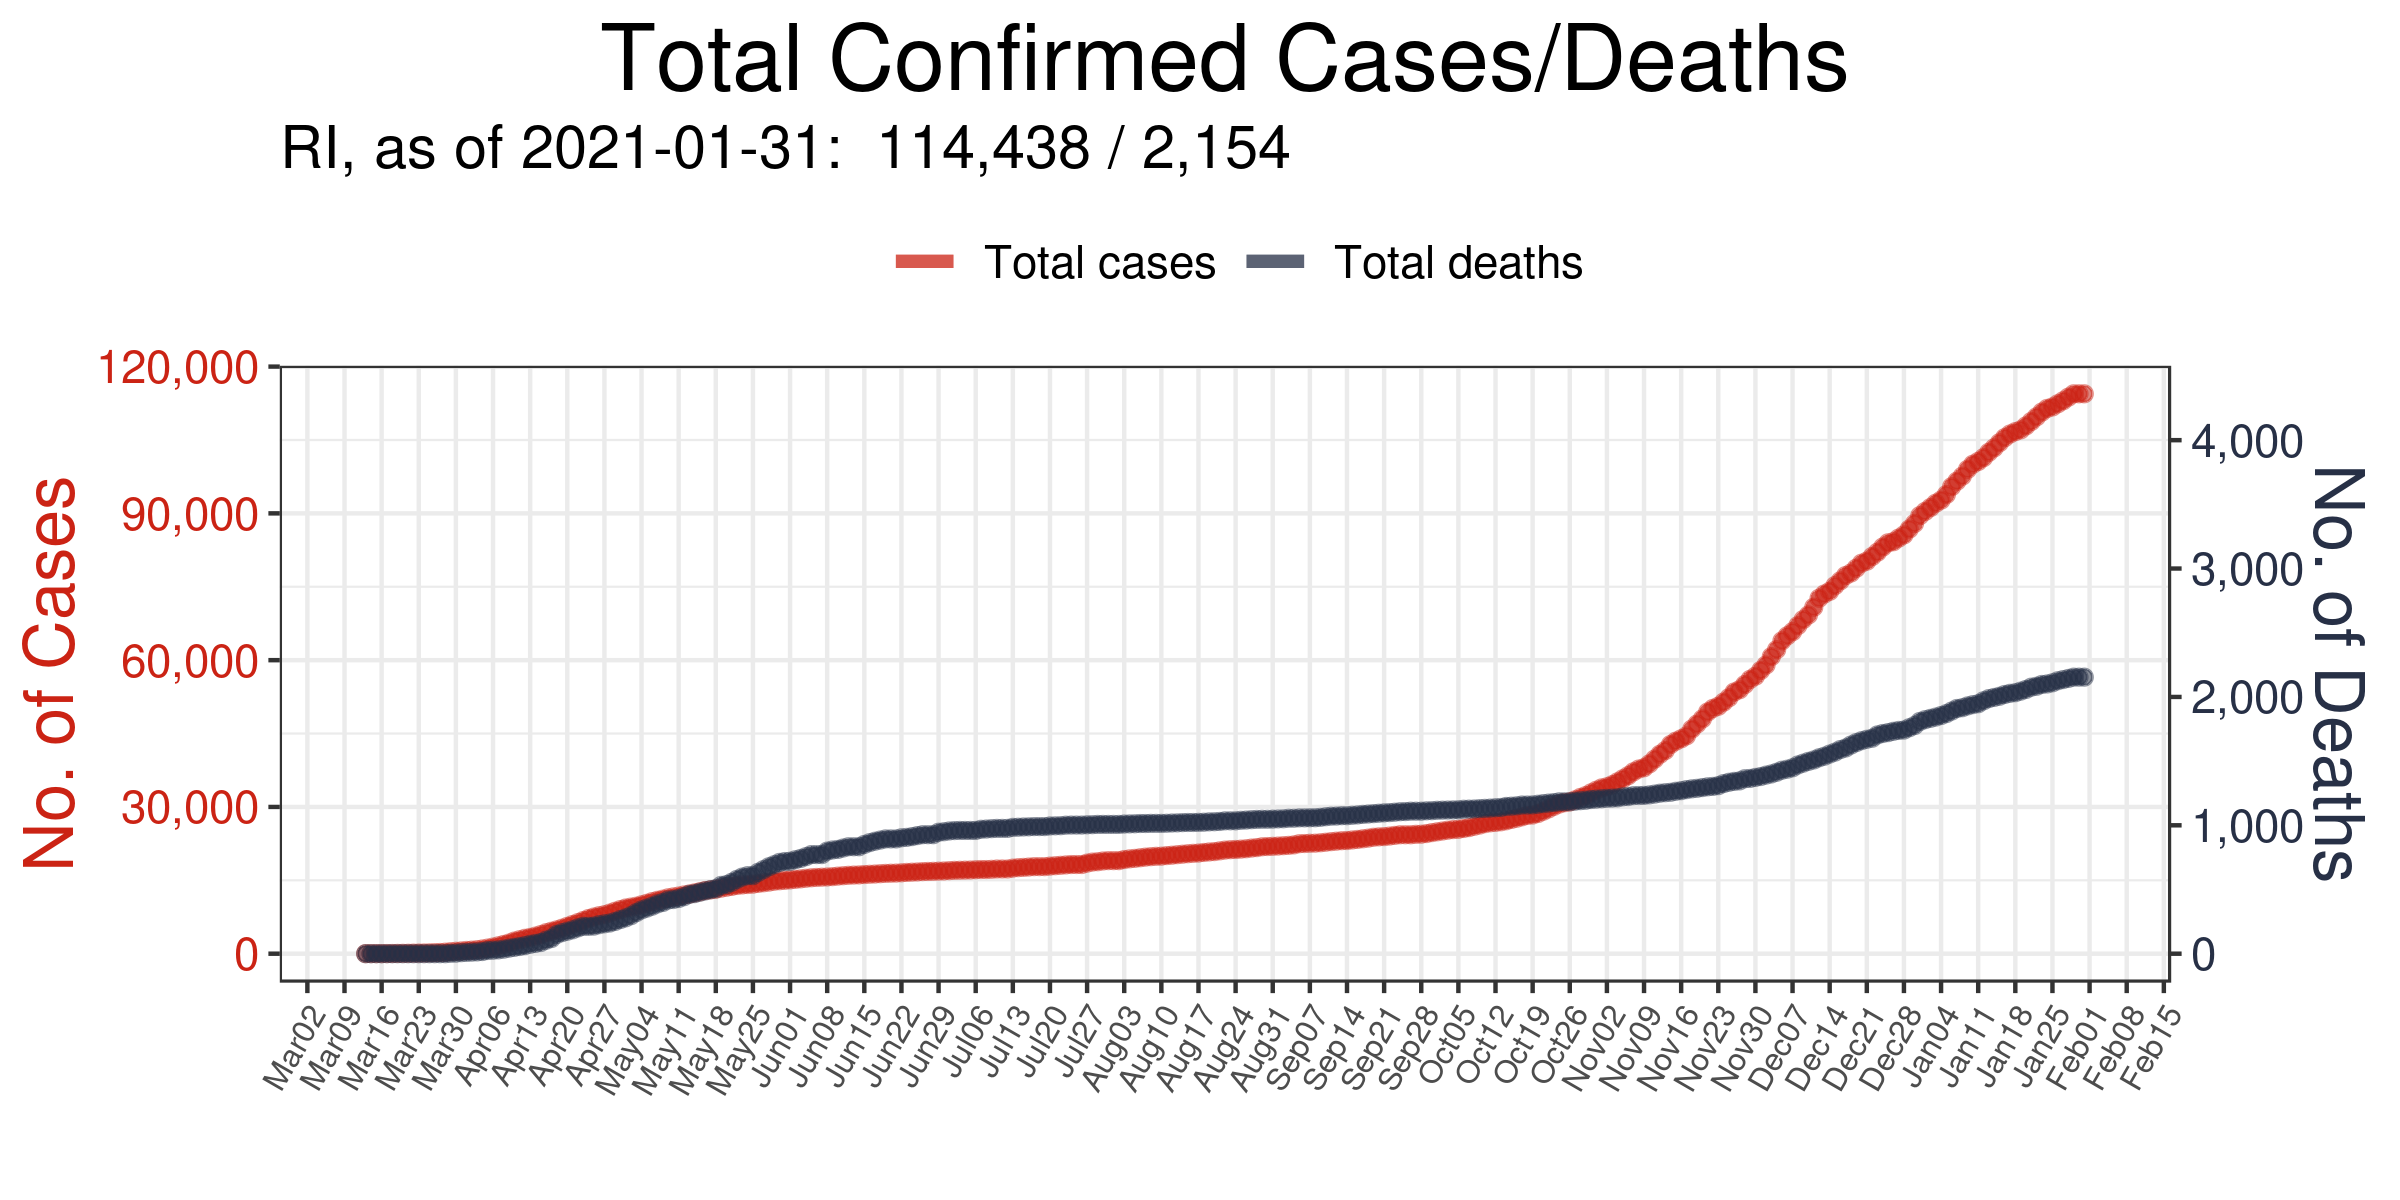 Total Confirmed Cases/Deaths
RI, as of 2021-01-31:  114,438 / 2,154
Total cases
Total deaths
No. of Cases
120,000
90,000
60,000
30,000
0
4,000
3,000
2,000
1,000
0
No. of Deaths
Mar02
Mar09
Mar16
Mar23
Mar30
Apr06
Apr13
Apr20
Apr27
May04
May11
May18
May25
Jun01
Jun08
Jun15
Jun22
Jun29
Jul06
Jul13
Jul20
Jul27
Aug03
Aug10
Aug17
Aug24
Aug31
Sep07
Sep14
Sep21
Sep28
Oct05
Oct12
Oct19
Oct26
Nov02
Nov09
Nov16
Nov23
Nov30
Dec07
Dec14
Dec21
Dec28
Jan04
Jan11
Jan18
Jan25
Feb01
Feb08
Feb15